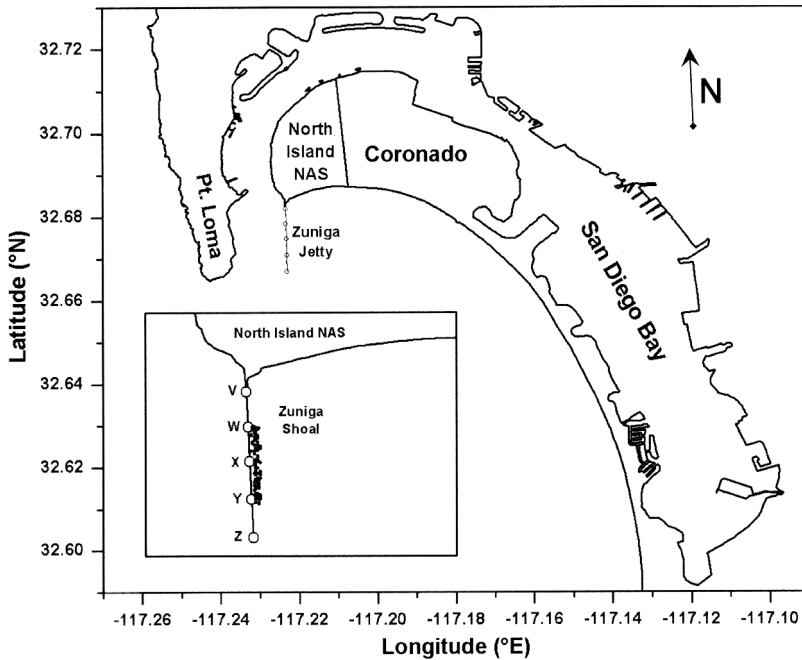 32.72
32.70
32.68
32.66
32.64
32.62
32.60
Latitude (°N)
-117.26
-117.24
-117.22
-117.20
-117.18
-117.16
-117.14
-117.12
-117.10
Longitude (°E)
N
Pt. Loma
North
Island
NAS
Coronado
Zuniga
Jetty
San Diego Bay
North Island NAS
V
W
X
Y
Z
Zuniga
Shoal